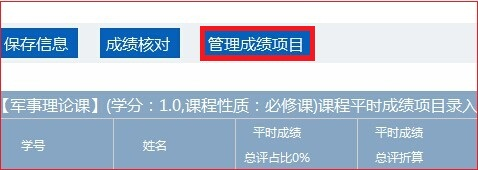 保存信息 成绩核对 管理成绩项目
【军事理论课】(学分：1.0,课程性质：必修课)课程平时成绩项目录入
学号 姓名 平时成绩 平时成绩
总评占比0% 总评折算